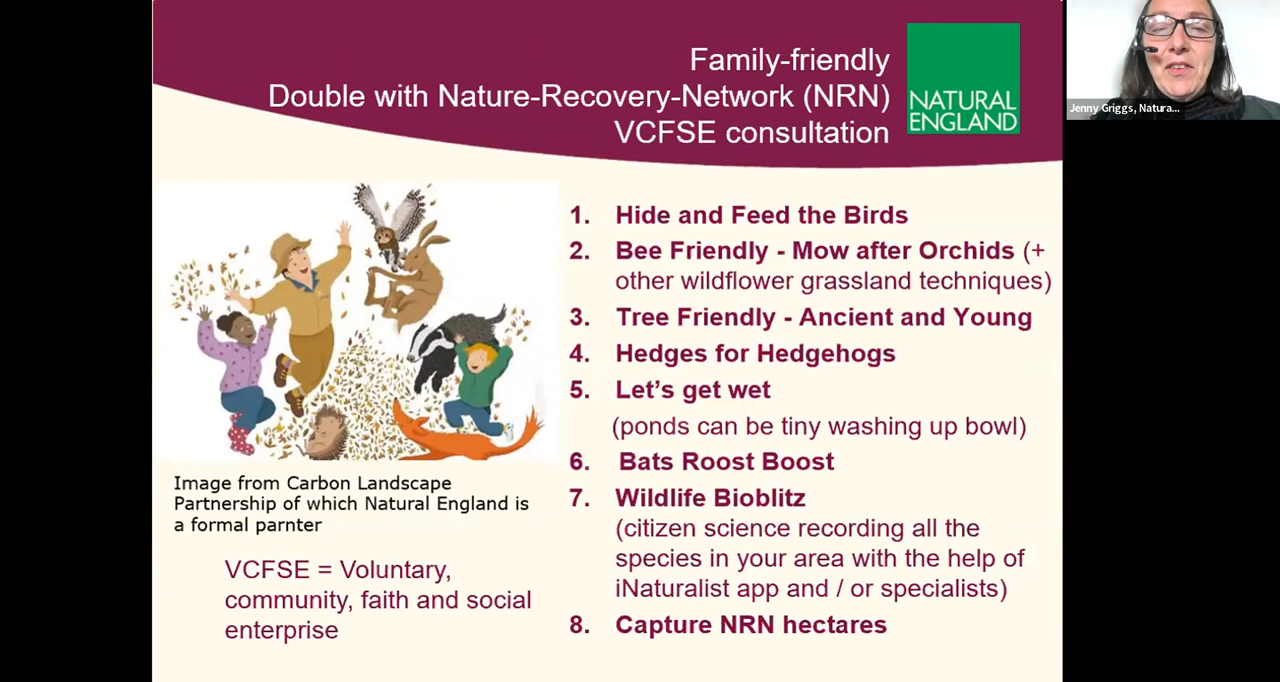 Family-friendly
Double with Nature-Recovery-Network (NRN)
VCFSE consultation
NATURAL
ENGLAND
Jenny Griggs, Natura...
1. Hide and Feed the Birds
2. Bee Friendly - Mow after Orchids (+
other wildflower grassland techniques)
3. Tree Friendly - Ancient and Young
4. Hedges for Hedgehogs
5. Let's get wet
(ponds can be tiny washing up bowl)
6. Bats Roost Boost
7. Wildlife Bioblitz
(citizen science recording all the
species in your area with the help of
iNaturalist app and / or specialists)
8. Capture NRN hectares
Image from Carbon Landscape
Partnership of which Natural England is
a formal parnter
VCFSE = Voluntary,
community, faith and social
enterprise